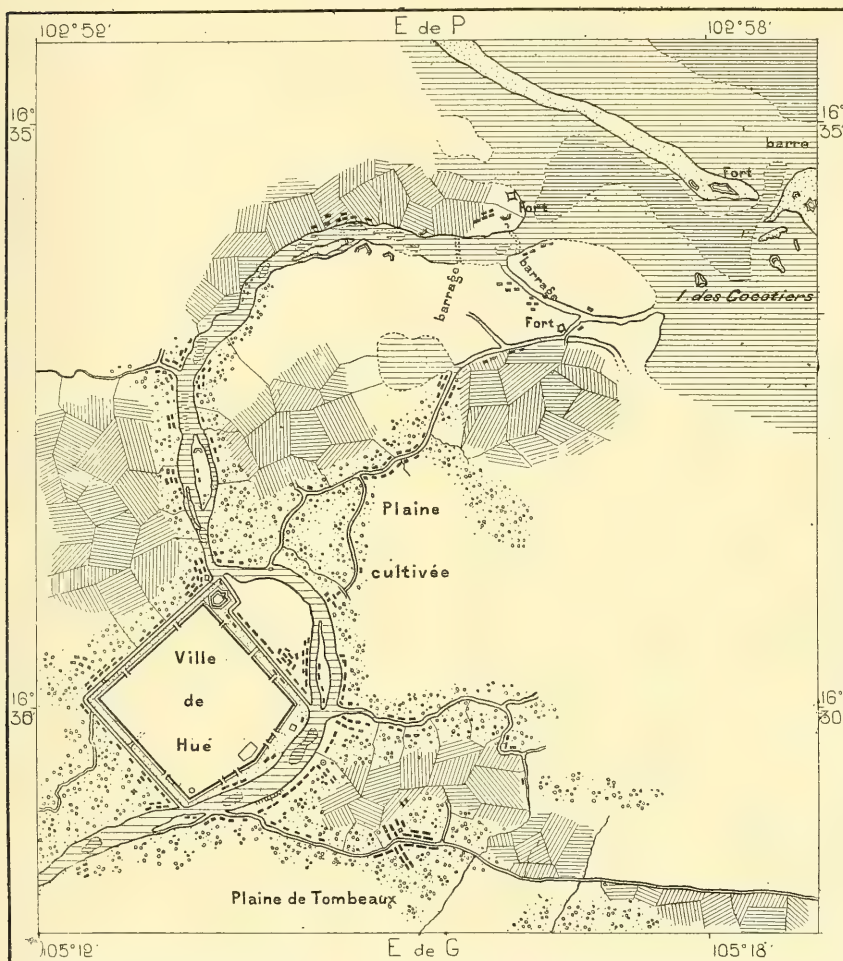 102°52' E de P 102°58'
16° 35'
16° 35'
barra
Fort
Fort
barrage
barrage
I. des Cocotiers
Fort
Plaine
cultivée
Ville
de
Hué
16° 30'
16° 30'
Plaine de Tombeaux
105°12' E de G 105°18'